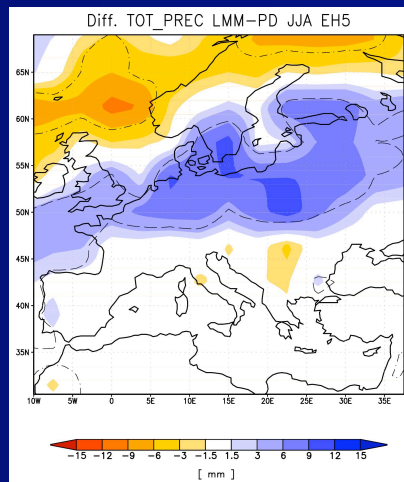 Diff. TOT_PREC LMM-PD JJA EH5
65N
60N
55N
50N
45N
40N
35N
10W 5W 0 5E 10E 15E 20E 25E 30E 35E
-15 -12 -9 -6 -3 -1.5 1.5 3 6 9 12 15
[ mm ]